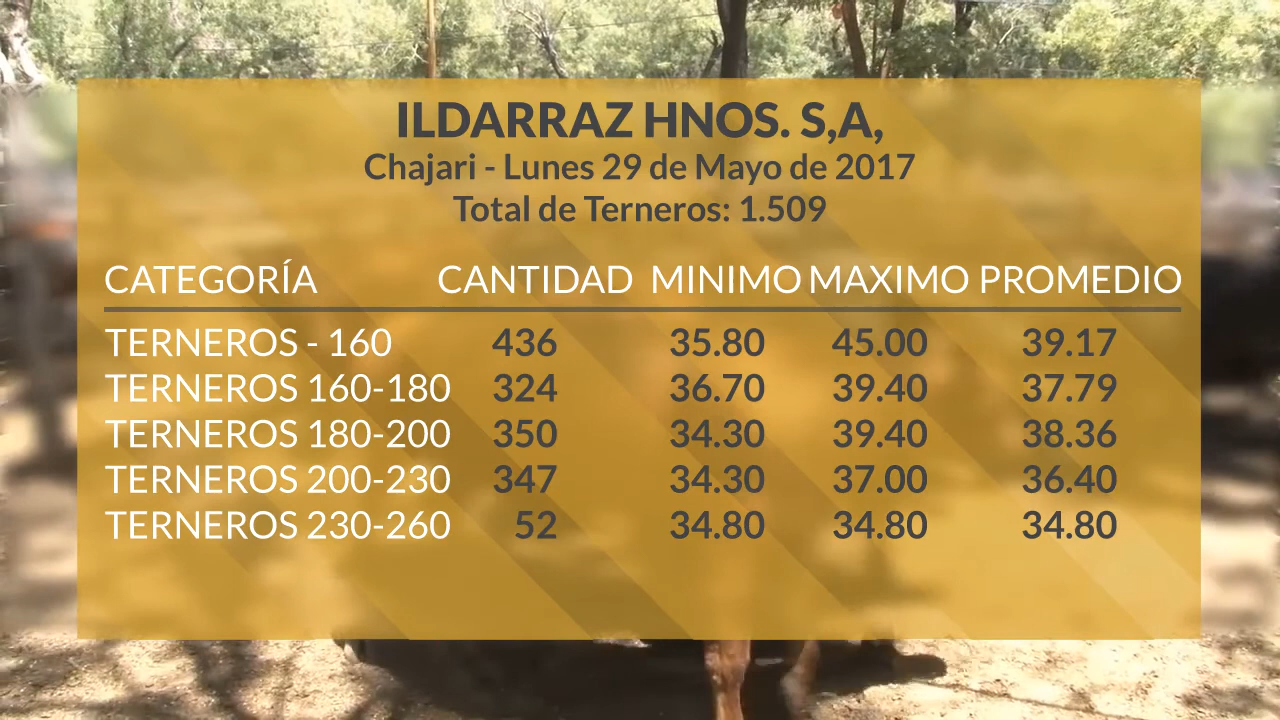 ILDARRAZ HNOS. S,A,
Chajari - Lunes 29 de Mayo de 2017
Total de Terneros: 1.509
CATEGORÍA CANTIDAD MINIMO MAXIMO PROMEDIO
TERNEROS - 160 436 35.80 45.00 39.17
TERNEROS 160-180 324 36.70 39.40 37.79
TERNEROS 180-200 350 34.30 39.40 38.36
TERNEROS 200-230 347 34.30 37.00 36.40
TERNEROS 230-260 52 34.80 34.80 34.80